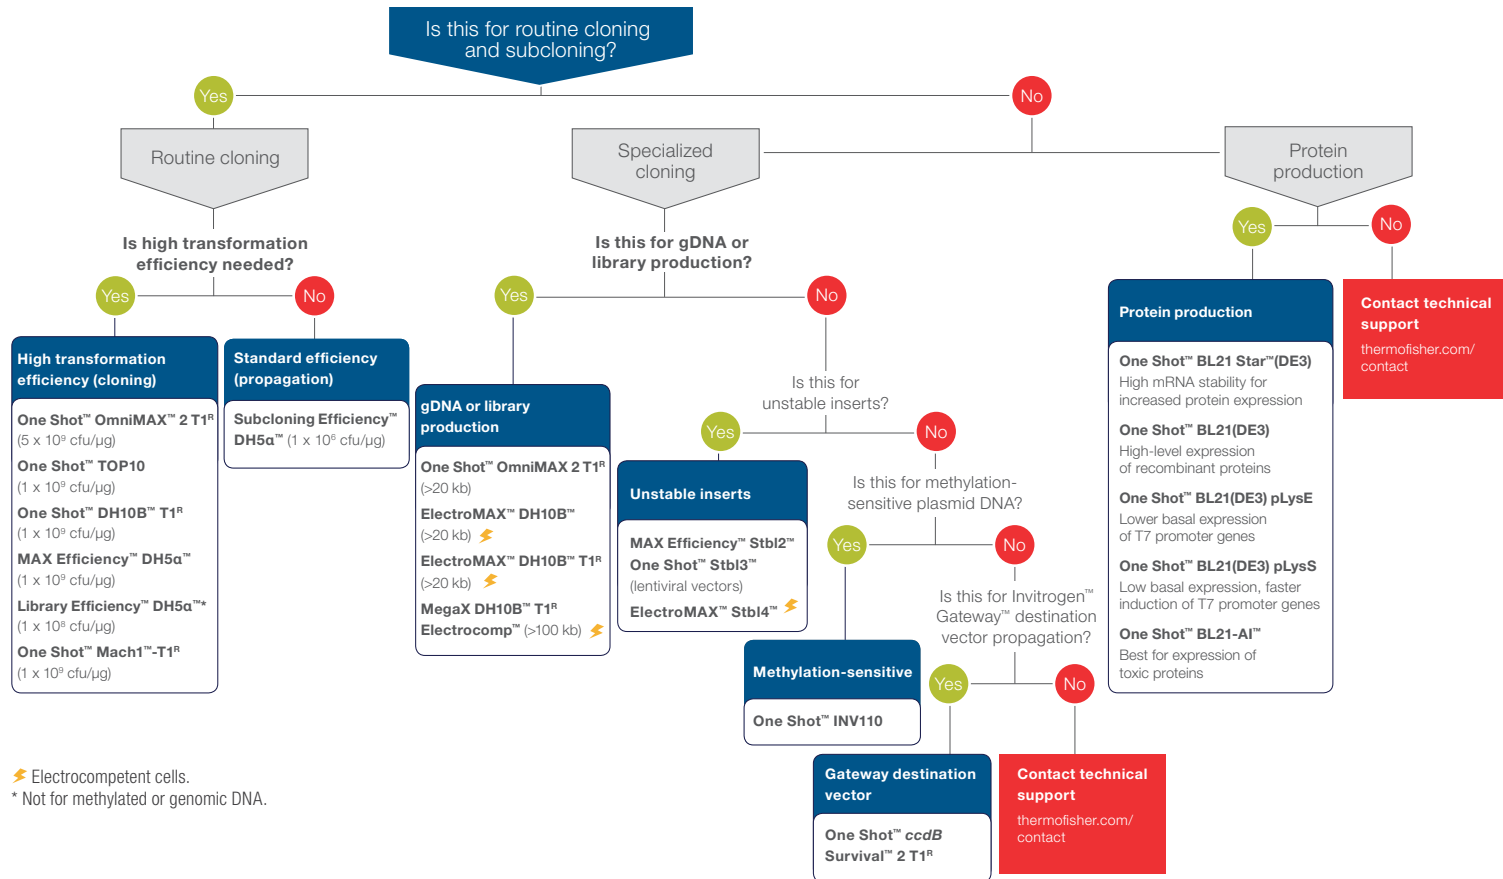 Is this for routine cloning
and subcloning?
Yes
No
Routine cloning
Specialized
cloning
Protein
production
Is high transformation
efficiency needed?
Yes
No
Is this for gDNA or
library production?
Yes
No
Yes
No
High transformation
efficiency (cloning)
One Shot™ OmniMAX™ 2 T1ᴿ
(5 x 10⁹ cfu/µg)
One Shot™ TOP10
(1 x 10⁹ cfu/µg)
One Shot™ DH10B™ T1ᴿ
(1 x 10⁹ cfu/µg)
MAX Efficiency™ DH5α™
(1 x 10⁹ cfu/µg)
Library Efficiency™ DH5α™*
(1 x 10⁸ cfu/µg)
One Shot™ Mach1™-T1ᴿ
(1 x 10⁹ cfu/µg)
Standard efficiency
(propagation)
Subcloning Efficiency™
DH5α™ (1 x 10⁶ cfu/µg)
gDNA or library
production
One Shot™ OmniMAX 2 T1ᴿ
(>20 kb)
ElectroMAX™ DH10B™
(>20 kb)
ElectroMAX™ DH10B™ T1ᴿ
(>20 kb)
MegaX DH10B™ T1ᴿ
Electrocomp™ (>100 kb)
Is this for
unstable inserts?
Yes
No
Unstable inserts
MAX Efficiency™ Stbl2™
One Shot™ Stbl3™
(lentiviral vectors)
ElectroMAX™ Stbl4™
Is this for methylation-
sensitive plasmid DNA?
Yes
No
Methylation-sensitive
One Shot™ INV110
Is this for Invitrogen™
Gateway™ destination
vector propagation?
Yes
No
Gateway destination
vector
One Shot™ ccdB
Survival™ 2 T1ᴿ
Contact technical
support
thermofisher.com/
contact
Protein production
One Shot™ BL21 Star™(DE3)
High mRNA stability for
increased protein expression
One Shot™ BL21(DE3)
High-level expression
of recombinant proteins
One Shot™ BL21(DE3) pLysE
Lower basal expression
of T7 promoter genes
One Shot™ BL21(DE3) pLysS
Low basal expression, faster
induction of T7 promoter genes
One Shot™ BL21-AI™
Best for expression of
toxic proteins
Contact technical
support
thermofisher.com/
contact
Electrocompetent cells.
* Not for methylated or genomic DNA.